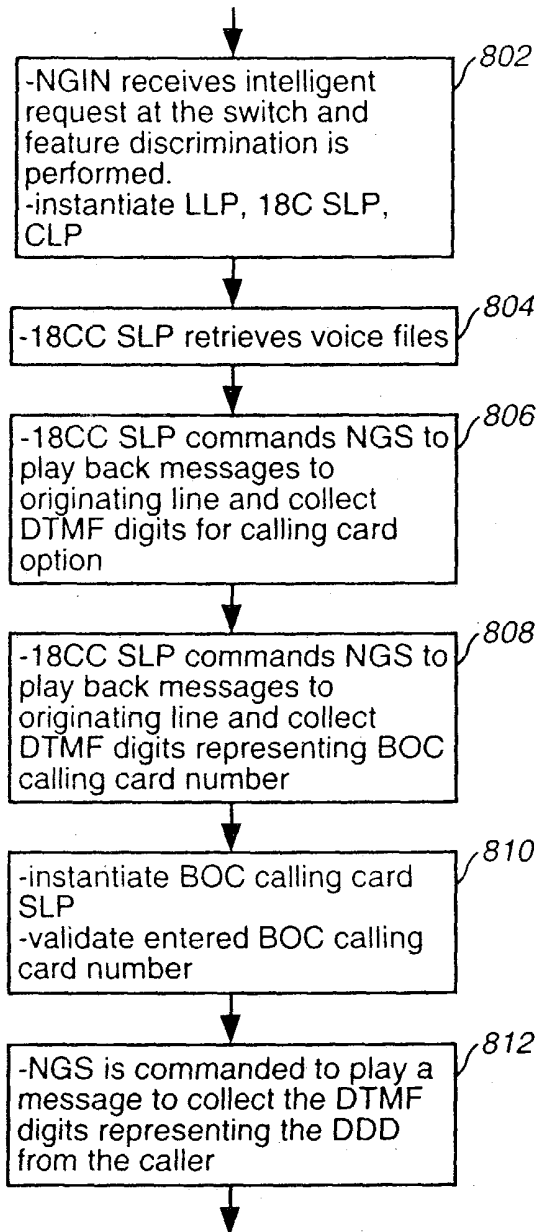 802
-NGIN receives intelligent
request at the switch and
feature discrimination is
performed.
-instantiate LLP, 18C SLP,
CLP
804
-18CC SLP retrieves voice files
806
-18CC SLP commands NGS to
play back messages to
originating line and collect
DTMF digits for calling card
option
808
-18CC SLP commands NGS to
play back messages to
originating line and collect
DTMF digits representing BOC
calling card number
810
-instantiate BOC calling card
SLP
-validate entered BOC calling
card number
812
-NGS is commanded to play a
message to collect the DTMF
digits representing the DDD
from the caller